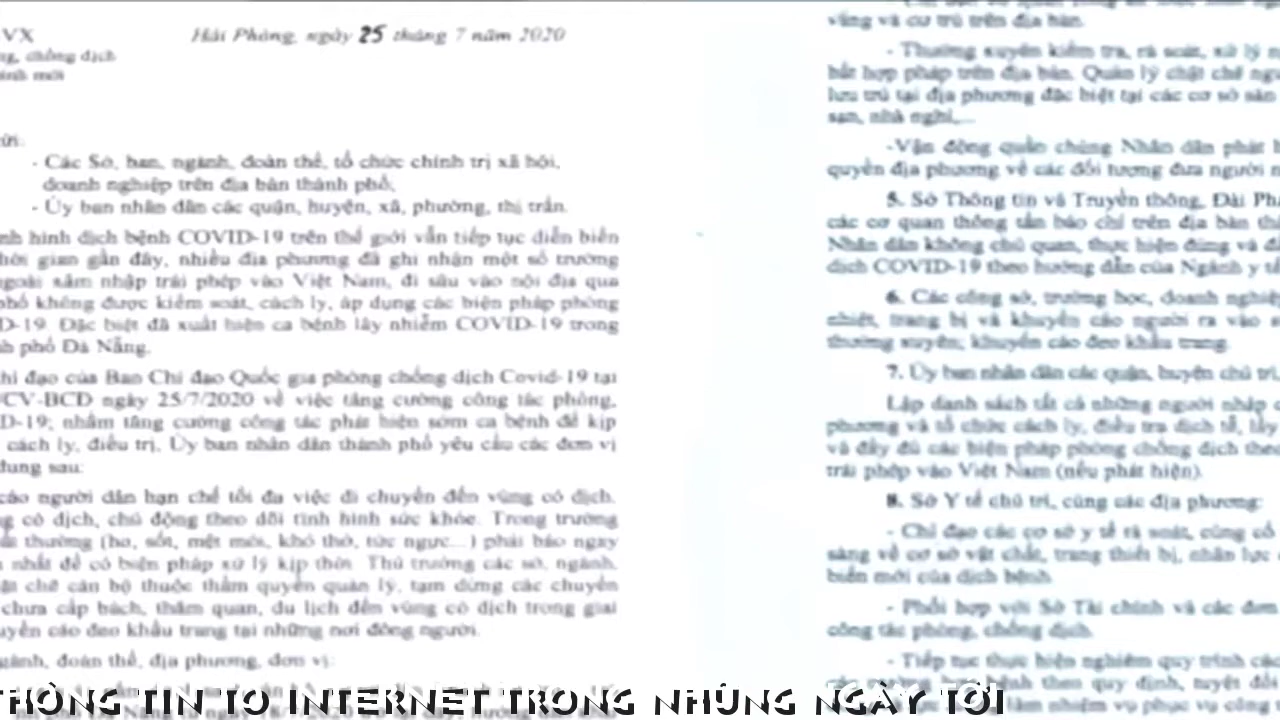 VX
Hải Phòng, ngày 25 tháng 7 năm 2020
ng, chống dịch
ình mới
ửi:
- Các Sở, ban, ngành, đoàn thể, tổ chức chính trị xã hội,
doanh nghiệp trên địa bàn thành phố;
- Ủy ban nhân dân các quận, huyện, xã, phường, thị trấn.
nh hình dịch bệnh COVID-19 trên thế giới vẫn tiếp tục diễn biến
hời gian gần đây, nhiều địa phương đã ghi nhận một số trường
ngoài xâm nhập trái phép vào Việt Nam, đi sâu vào nội địa qua
phố không được kiểm soát, cách ly, áp dụng các biện pháp phòng
D-19. Đặc biệt đã xuất hiện ca bệnh lây nhiễm COVID-19 trong
h phố Đà Nẵng.
hỉ đạo của Ban Chỉ đạo Quốc gia phòng chống dịch Covid-19 tại
/CV-BCĐ ngày 25/7/2020 về việc tăng cường công tác phòng,
D-19; nhằm tăng cường công tác phát hiện sớm ca bệnh để kịp
cách ly, điều trị, Ủy ban nhân dân thành phố yêu cầu các đơn vị
dung sau:
cáo người dân hạn chế tối đa việc di chuyển đến vùng có dịch.
g có dịch, chủ động theo dõi tình hình sức khỏe. Trong trường
ất thường (ho, sốt, mệt mỏi, khó thở, tức ngực...) phải báo ngay
nhất để có biện pháp xử lý kịp thời. Thủ trưởng các sở, ngành,
ặt chẽ cán bộ thuộc thẩm quyền quản lý, tạm dừng các chuyến
chưa cấp bách, thăm quan, du lịch đến vùng có dịch trong giai
uyến cáo đeo khẩu trang tại những nơi đông người.
gành, đoàn thể, địa phương, đơn vị:
vắng và cư trú trên địa bàn.
- Thường xuyên kiểm tra, rà soát, xử lý n
bất hợp pháp trên địa bàn. Quản lý chặt chẽ ngu
lưu trú tại địa phương đặc biệt tại các cơ sở sản
sạn, nhà nghỉ,...
-Vận động quần chúng Nhân dân phát h
quyền địa phương về các đối tượng đưa người n
5. Sở Thông tin và Truyền thông, Đài Phá
các cơ quan thông tấn báo chí trên địa bàn th
Nhân dân không chủ quan, thực hiện đúng và đ
dịch COVID-19 theo hướng dẫn của Ngành y tế
6. Các công sở, trường học, doanh nghiệp
nhiệt, trang bị và khuyến cáo người ra vào s
thường xuyên; khuyến cáo đeo khẩu trang.
7. Ủy ban nhân dân các quận, huyện chủ trì,
Lập danh sách tất cả những người nhập c
phương và tổ chức cách ly, điều tra dịch tễ, lấy
và đầy đủ các biện pháp phòng chống dịch theo
trái phép vào Việt Nam (nếu phát hiện).
8. Sở Y tế chủ trì, cùng các địa phương:
- Chỉ đạo các cơ sở y tế rà soát, củng cố
sàng về cơ sở vật chất, trang thiết bị, nhân lực
biến mới của dịch bệnh.
- Phối hợp với Sở Tài chính và các đơn
công tác phòng, chống dịch.
- Tiếp tục thực hiện nghiêm quy trình các
THÔNG TIN TO INTERNET TRONG NHŨNG NGÀY TỚI